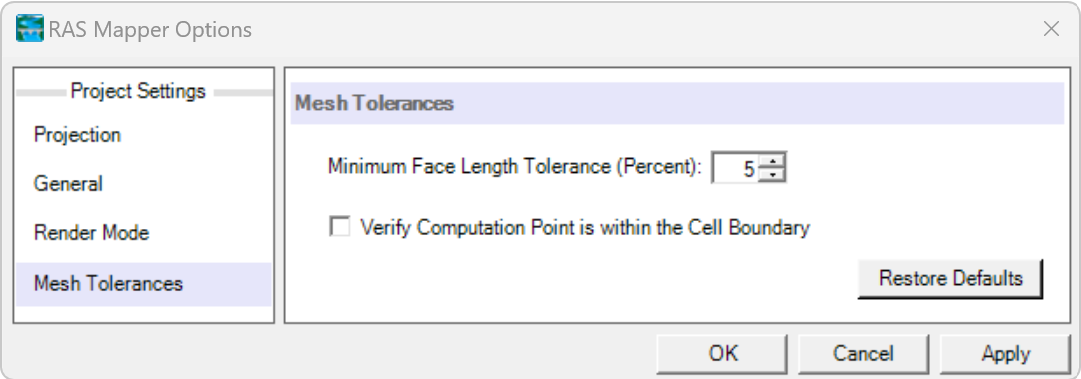 RAS Mapper Options
Project Settings
Projection
General
Render Mode
Mesh Tolerances
Mesh Tolerances
Minimum Face Length Tolerance (Percent): 5
Verify Computation Point is within the Cell Boundary
Restore Defaults
OK Cancel Apply